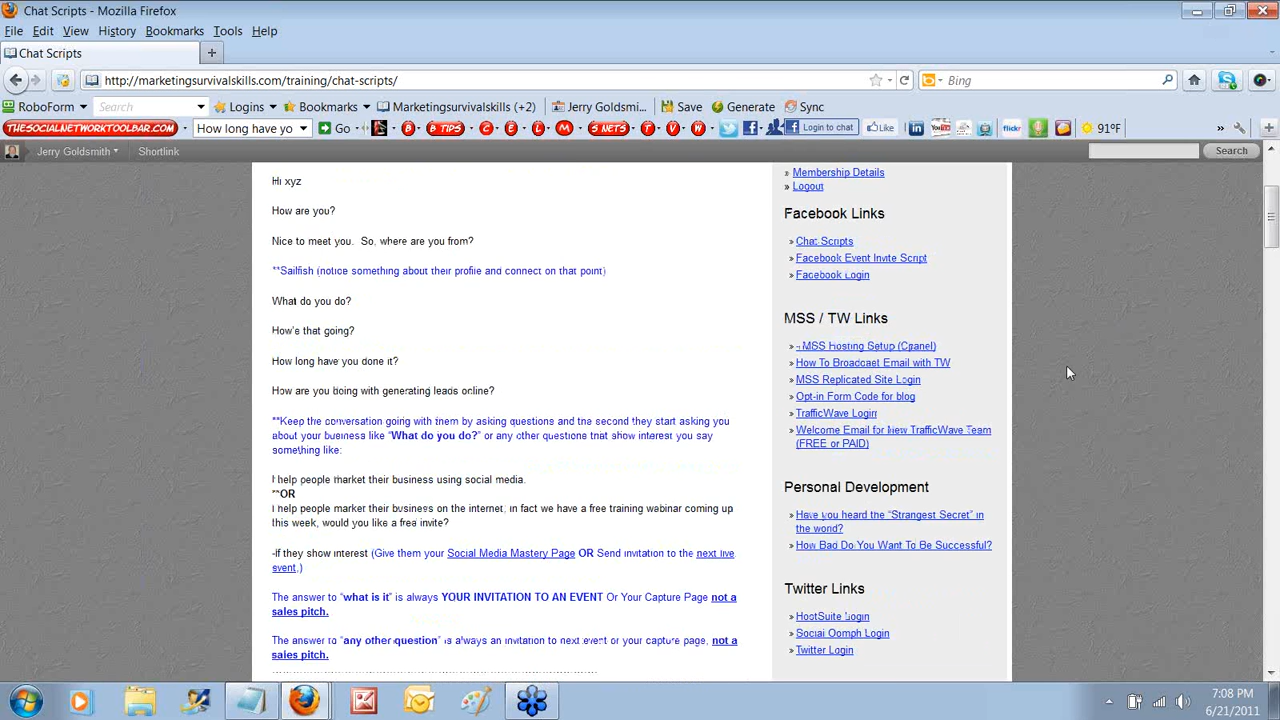 Chat Scripts - Mozilla Firefox
File Edit View History Bookmarks Tools Help
Chat Scripts
http://marketingsurvivalskills.com/training/chat-scripts/
Bing
RoboForm Search Logins Bookmarks Marketingsurvivalskills (+2) Jerry Goldsmi... Save Generate Sync
THESOCIALNETWORKTOOLBAR.COM How long have yo Go B B TIPS C E L M S NETS T V W Login to chat Like in You Tube flickr 91°F
Jerry Goldsmith Shortlink Search
Hi xyz
How are you?
Nice to meet you. So, where are you from?
**Sailfish (notice something about their profile and connect on that point)
What do you do?
How's that going?
How long have you done it?
How are you doing with generating leads online?
**Keep the conversation going with them by asking questions and the second they start asking you
about your business like "What do you do?" or any other questions that show interest you say
something like:
I help people market their business using social media.
**OR
I help people market their business on the internet, in fact we have a free training webinar coming up
this week, would you like a free invite?
-if they show interest (Give them your Social Media Mastery Page OR Send invitation to the next live
event,)
The answer to "what is it" is always YOUR INVITATION TO AN EVENT Or Your Capture Page not a
sales pitch.
The answer to "any other question" is always an invitation to next event or your capture page, not a
sales pitch.
» Membership Details
» Logout
Facebook Links
» Chat Scripts
» Facebook Event Invite Script
» Facebook Login
MSS / TW Links
» - MSS Hosting Setup (Cpanel)
» How To Broadcast Email with TW
» MSS Replicated Site Login
» Opt-in Form Code for blog
» TrafficWave Login
» Welcome Email for New TrafficWave Team
(FREE or PAID)
Personal Development
» Have you heard the "Strangest Secret" in
the world?
» How Bad Do You Want To Be Successful?
Twitter Links
» HootSuite Login
» Social Oomph Login
» Twitter Login
7:08 PM
6/21/2011